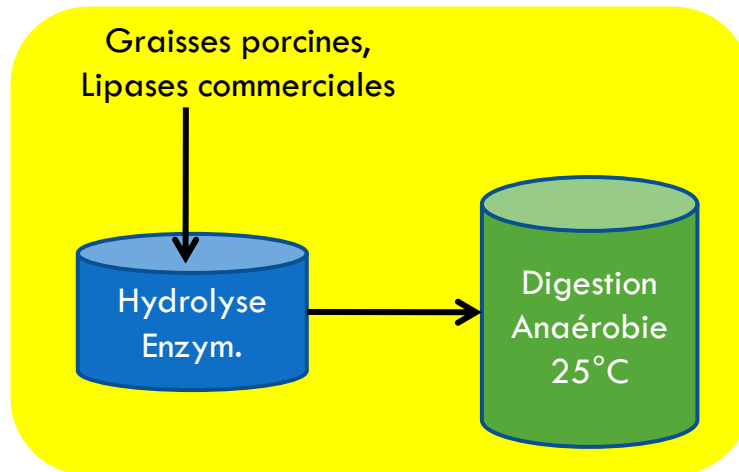 Graisses porcines,
Lipases commerciales
Hydrolyse
Enzym.
Digestion
Anaérobie
25°C